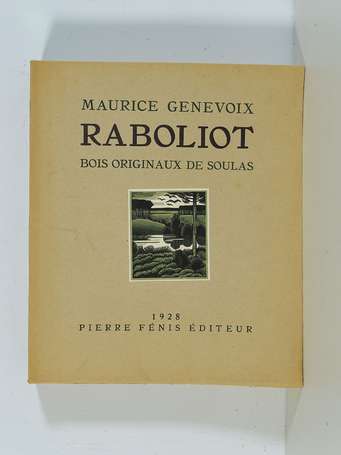 MAURICE GENEVOIX
RABOLIOT
BOIS ORIGINAUX DE SOULAS
1928
PIERRE FÉNIS ÉDITEUR